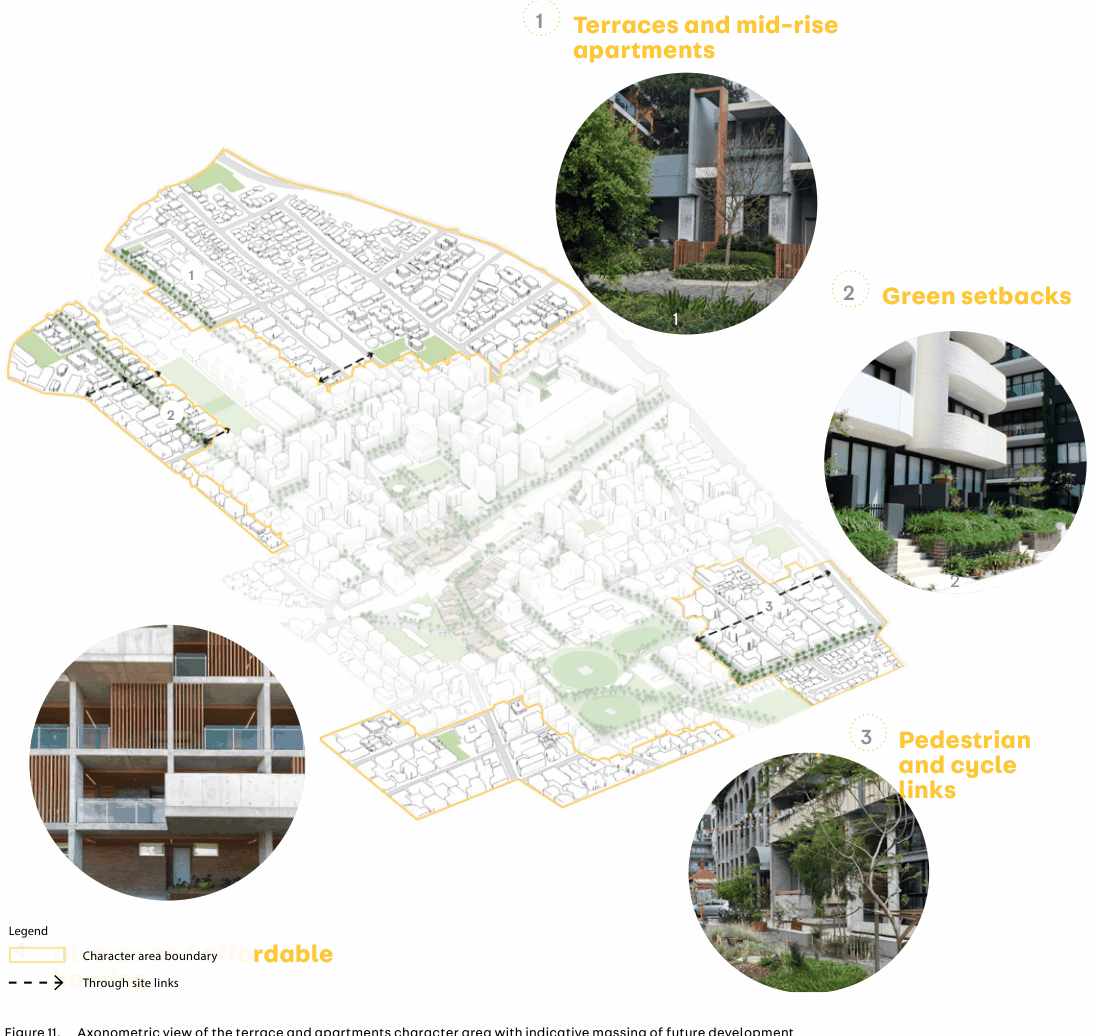 1
Terraces and mid-rise
apartments
1
2
Green setbacks
1
2
2
3
3
Pedestrian
and cycle
links
Legend
Character area boundary
rdable
Through site links
Figure 11. Axonometric view of the terrace and apartments character area with indicative massing of future development